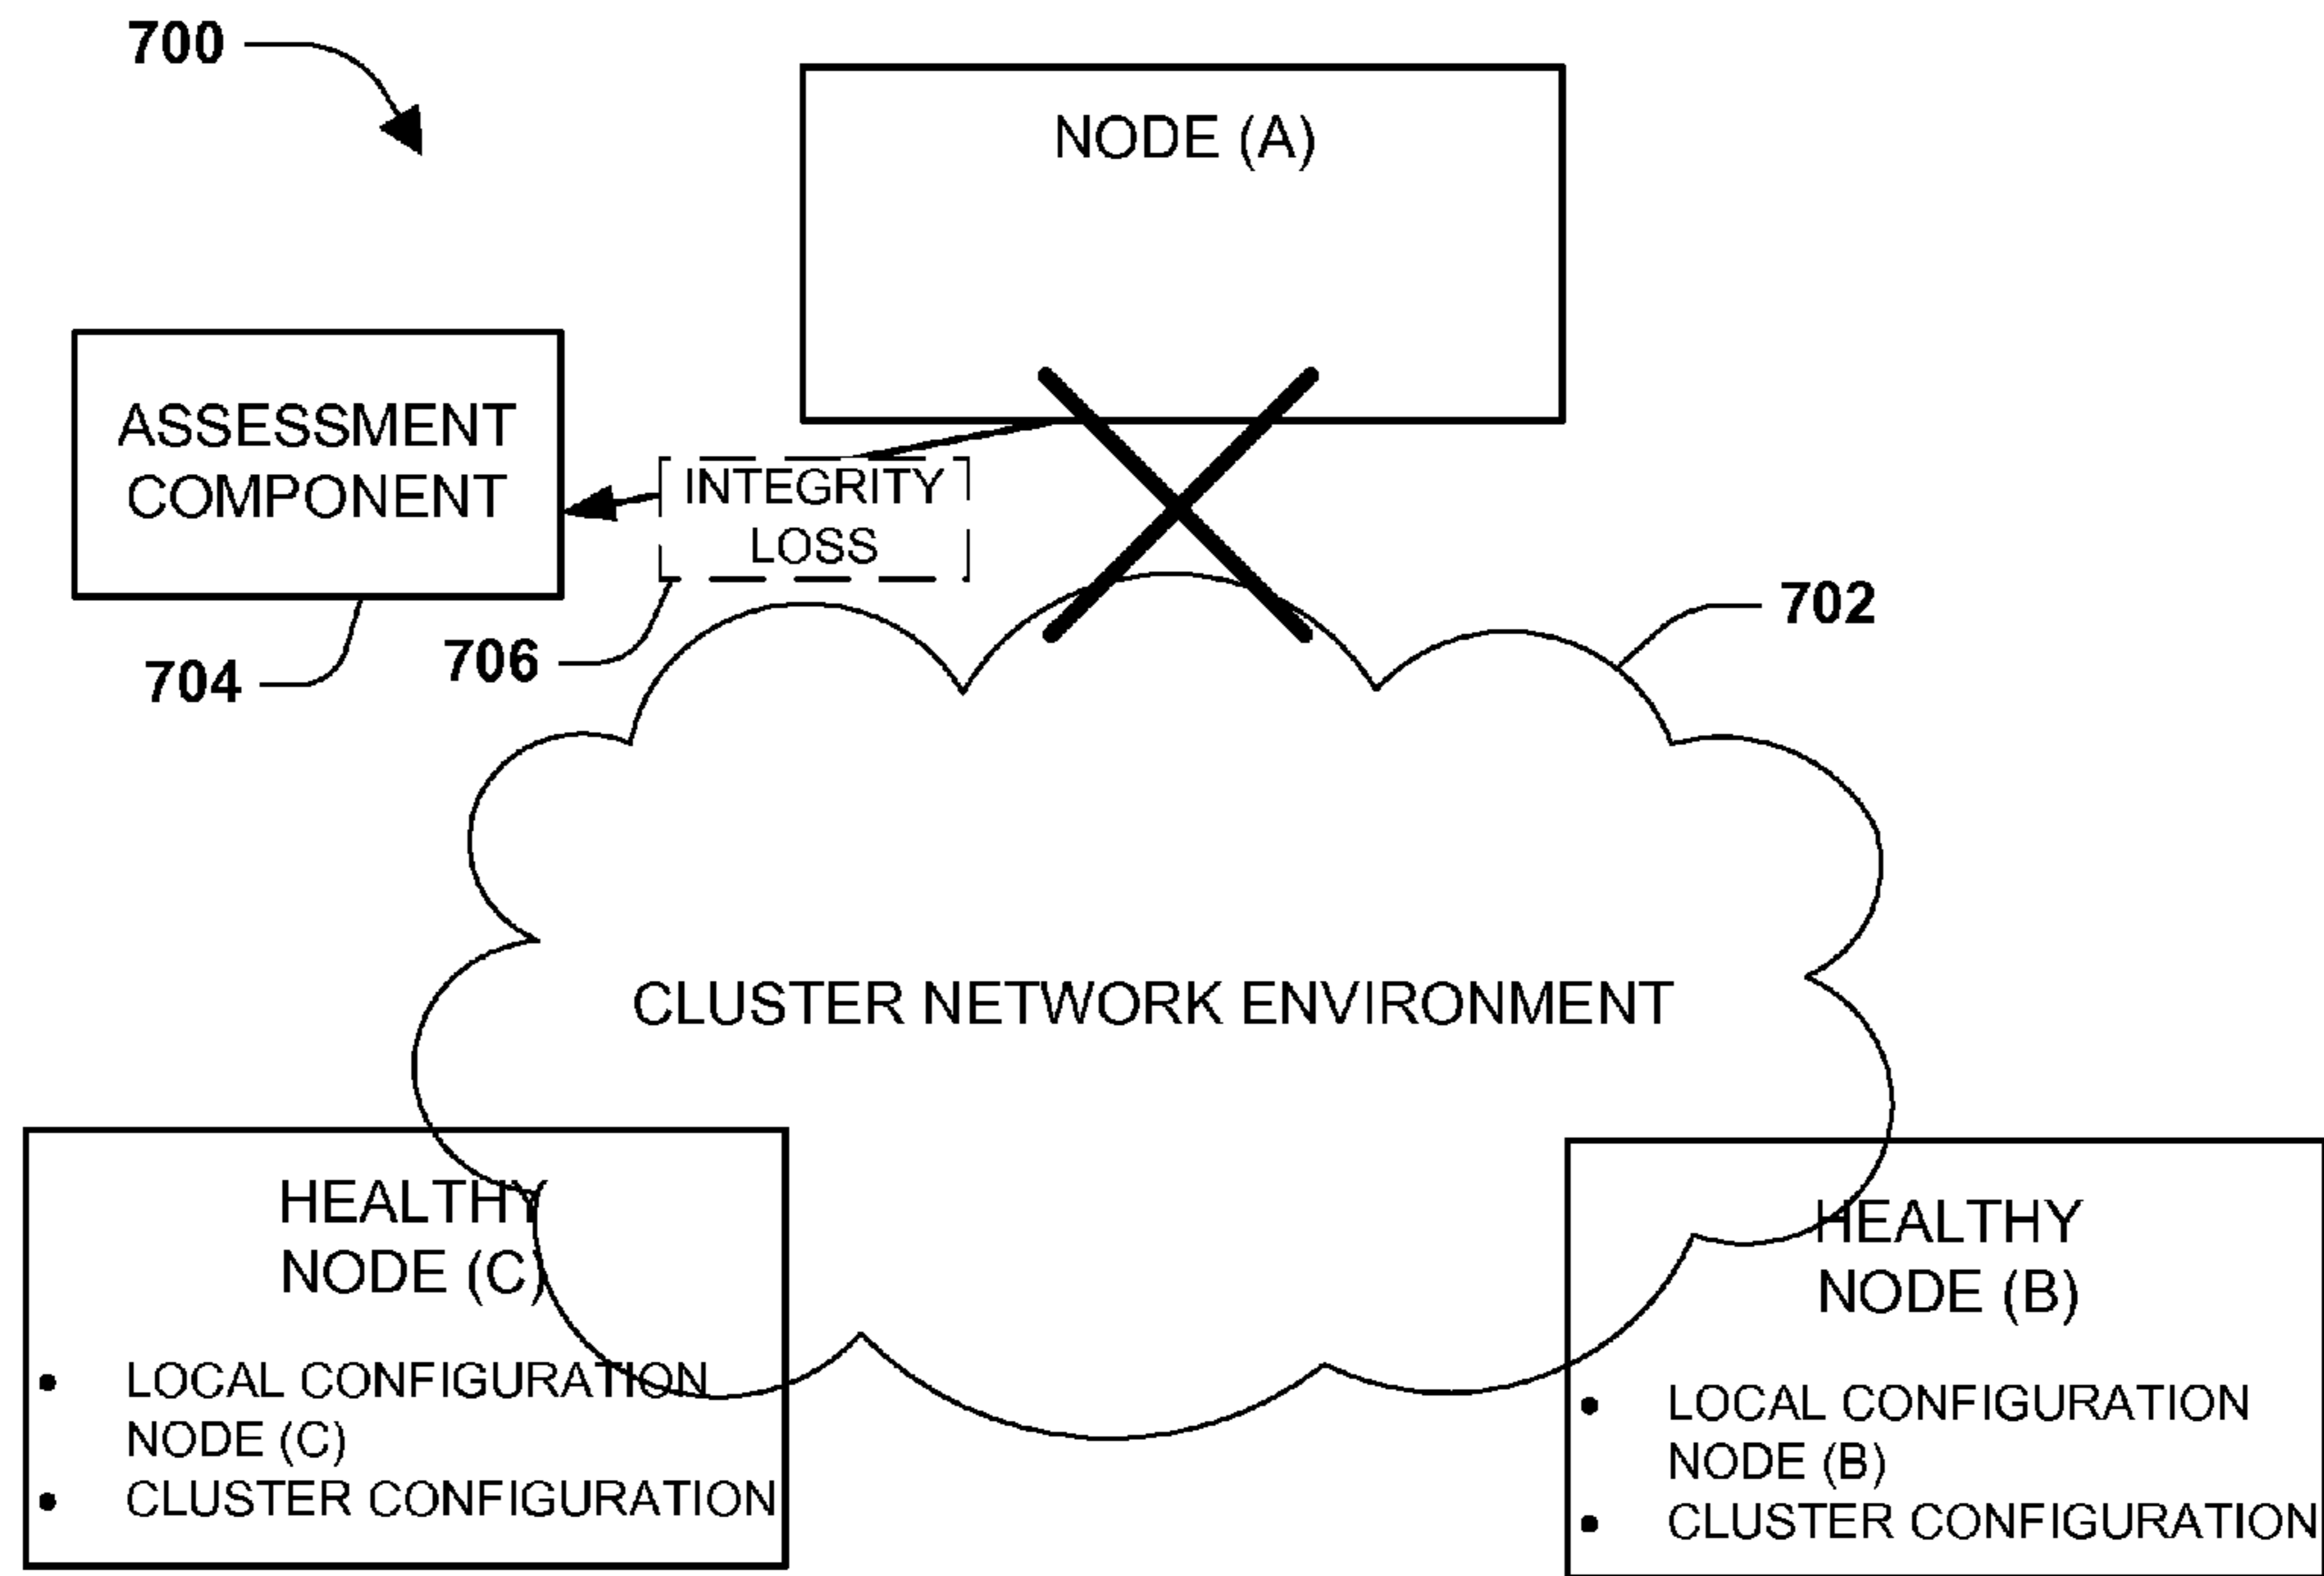 700
NODE (A)
ASSESSMENT
COMPONENT
INTEGRITY
LOSS
702
706
704
CLUSTER NETWORK ENVIRONMENT
HEALTHY
NODE (C)
• LOCAL CONFIGURATION
NODE (C)
• CLUSTER CONFIGURATION
HEALTHY
NODE (B)
• LOCAL CONFIGURATION
NODE (B)
• CLUSTER CONFIGURATION